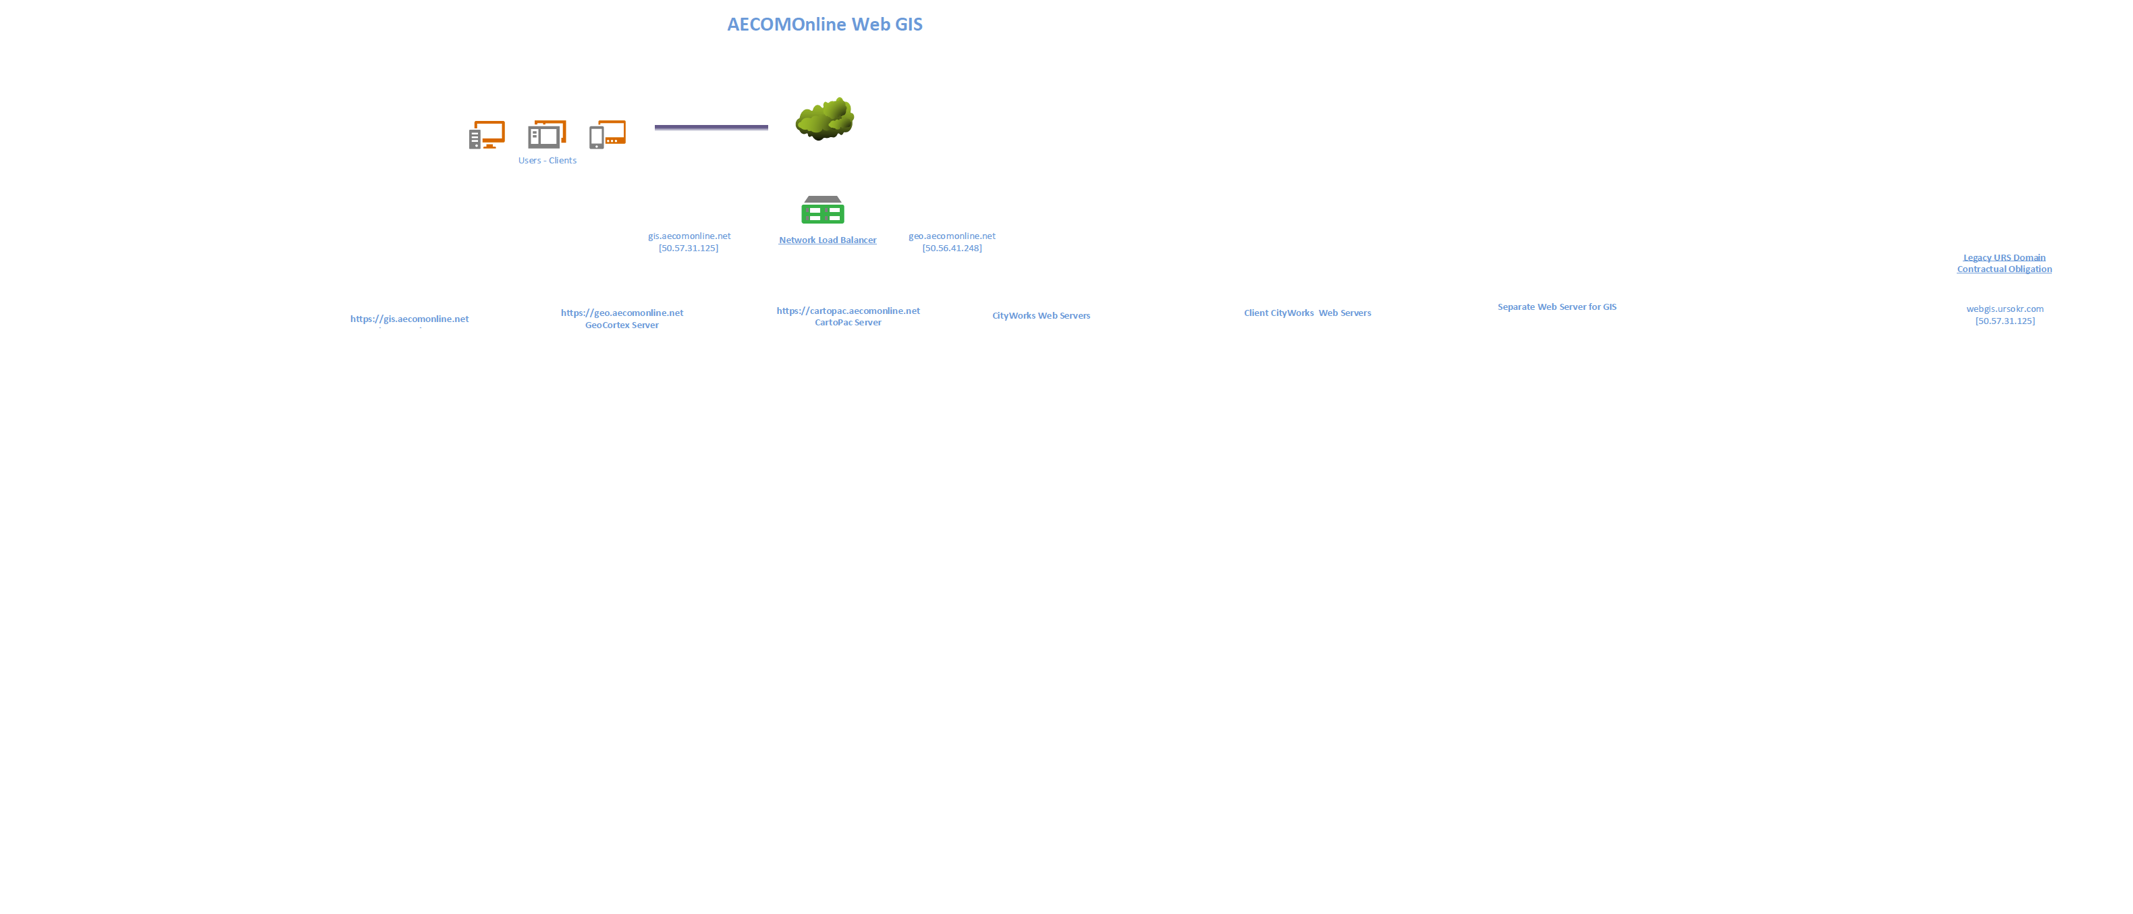 AECOMOnline Web GIS
Users - Clients
gis.aecomonline.net
[50.57.31.125]
Network Load Balancer
geo.aecomonline.net
[50.56.41.248]
Legacy URS Domain
Contractual Obligation
https://gis.aecomonline.net
https://geo.aecomonline.net
GeoCortex Server
https://cartopac.aecomonline.net
CartoPac Server
CityWorks Web Servers
Client CityWorks  Web Servers
Separate Web Server for GIS
webgis.ursokr.com
[50.57.31.125]